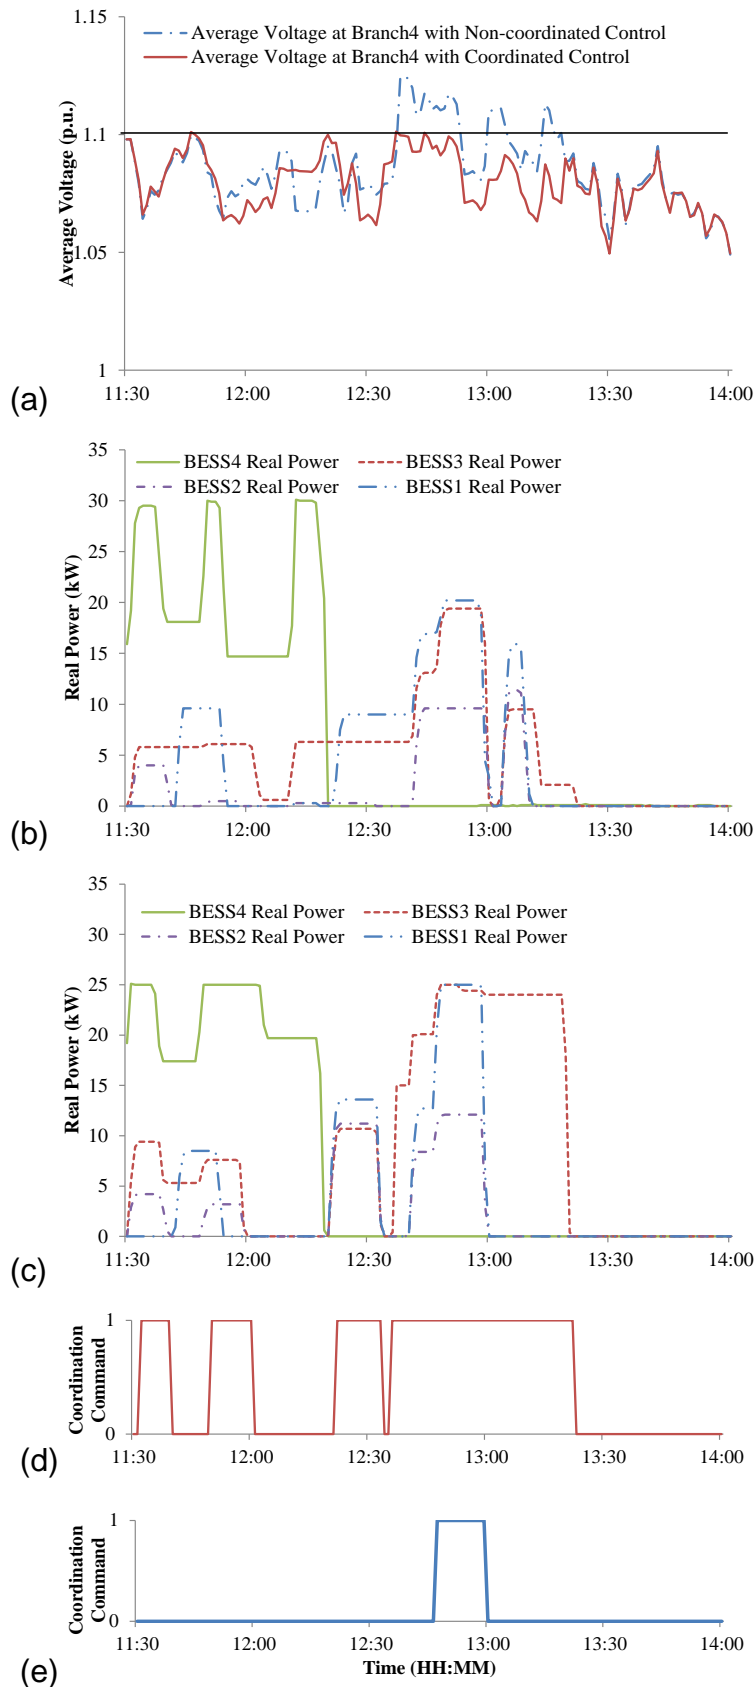 1.15
Average Voltage at Branch4 with Non-coordinated Control
Average Voltage at Branch4 with Coordinated Control
1.10
1.05
1
Average Voltage (p.u.)
11:30 12:00 12:30 13:00 13:30 14:00
(a)
35
30
25
20
15
10
5
0
Real Power (kW)
BESS4 Real Power BESS3 Real Power
BESS2 Real Power BESS1 Real Power
11:30 12:00 12:30 13:00 13:30 14:00
(b)
35
30
25
20
15
10
5
0
Real Power (kW)
BESS4 Real Power BESS3 Real Power
BESS2 Real Power BESS1 Real Power
11:30 12:00 12:30 13:00 13:30 14:00
(c)
1
0
Coordination
Command
11:30 12:00 12:30 13:00 13:30 14:00
(d)
1
0
Coordination
Command
11:30 12:00 12:30 13:00 13:30 14:00
Time (HH:MM)
(e)